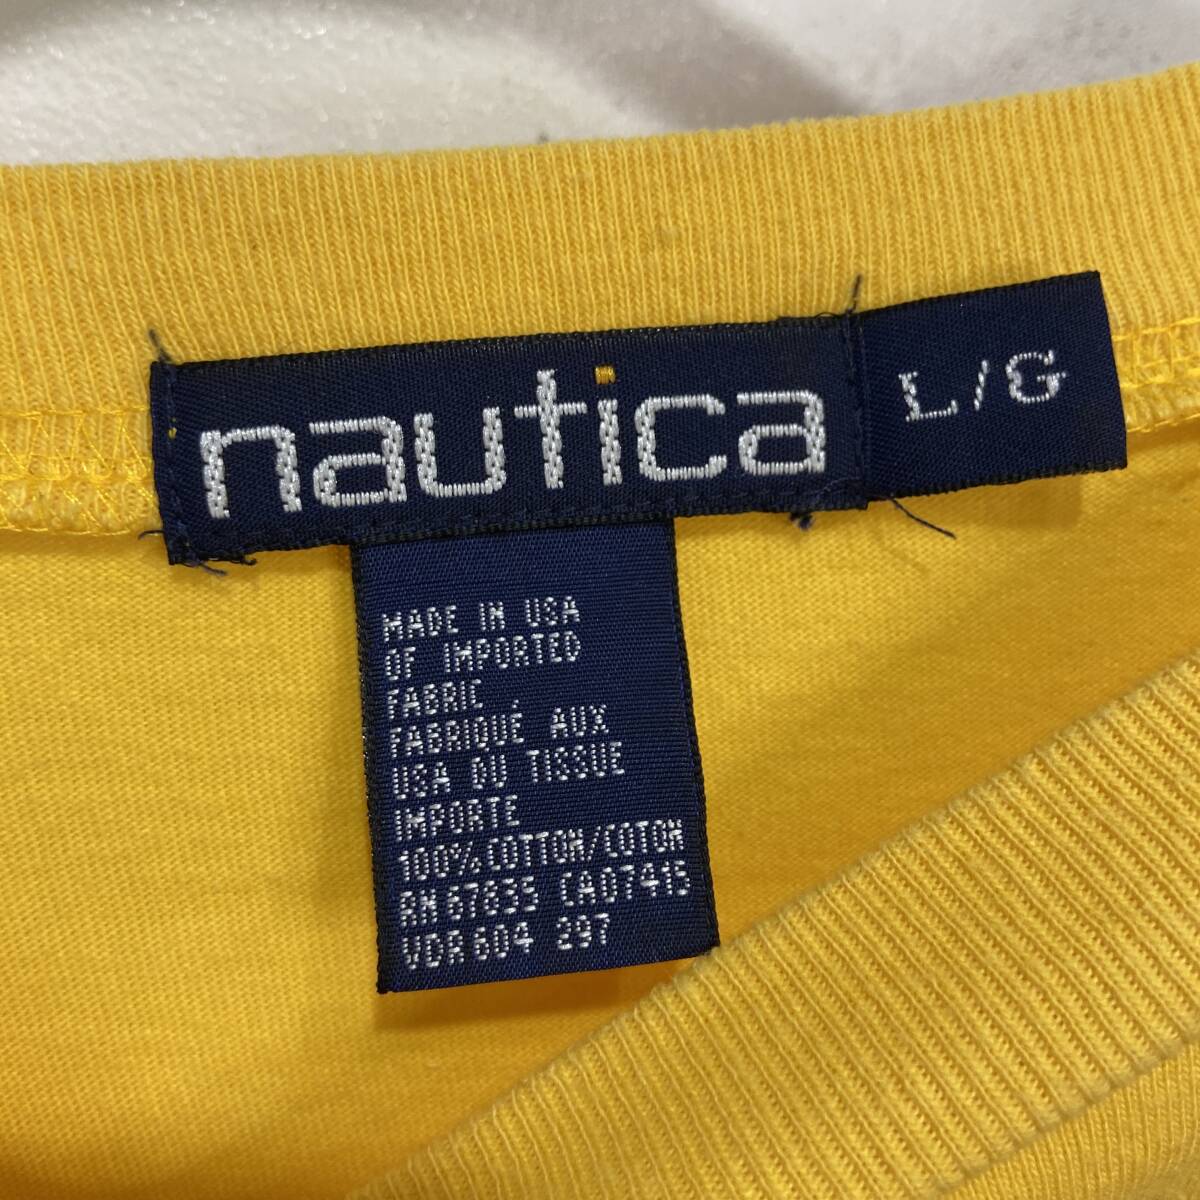 nautica
L/G
MADE IN USA
OF IMPORTED
FABRIC
FABRIQUÉ AUX
USA DU TISSUE
IMPORTE
100% COTTON/COTON
RN 67835 CA07415
VDR 604 297